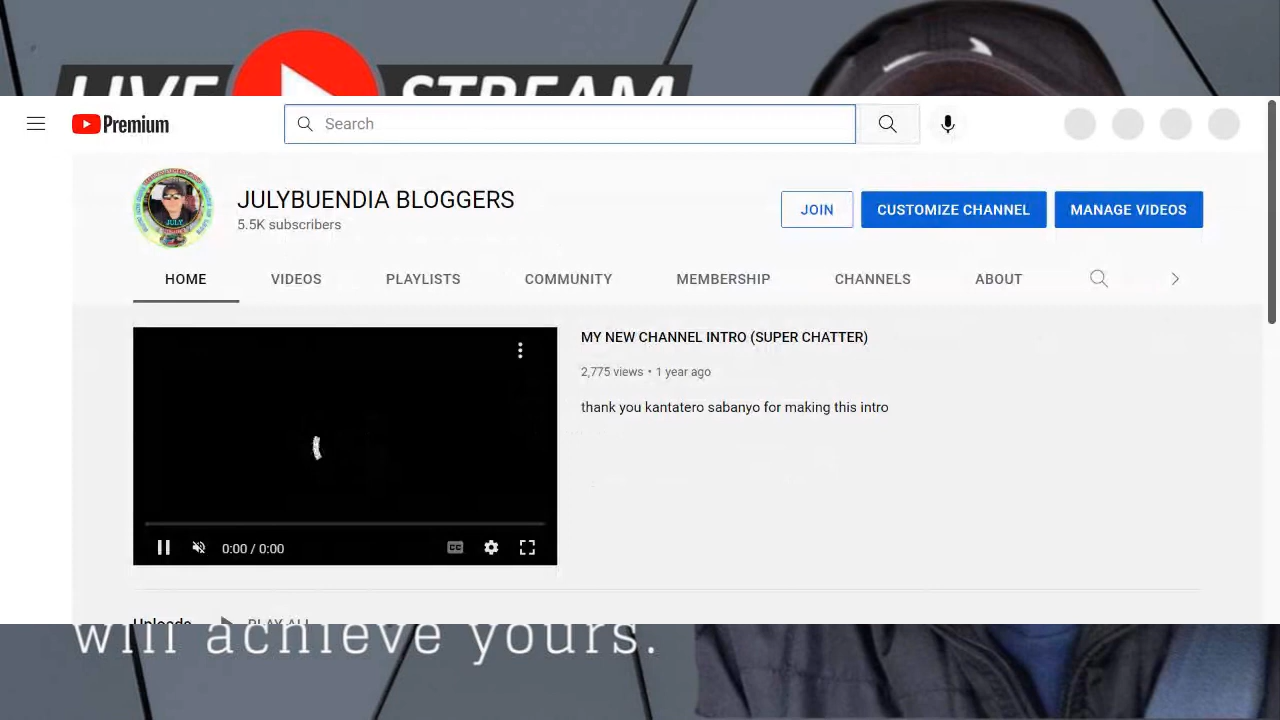 LIVE STREAM
Premium
Search
JULYBUENDIA BLOGGERS
5.5K subscribers
JOIN
CUSTOMIZE CHANNEL
MANAGE VIDEOS
HOME
VIDEOS
PLAYLISTS
COMMUNITY
MEMBERSHIP
CHANNELS
ABOUT
JULY
MY NEW CHANNEL INTRO (SUPER CHATTER)
2,775 views • 1 year ago
thank you kantatero sabanyo for making this intro
0:00 / 0:00
CC
Uploads
PLAY ALL
will achieve yours.